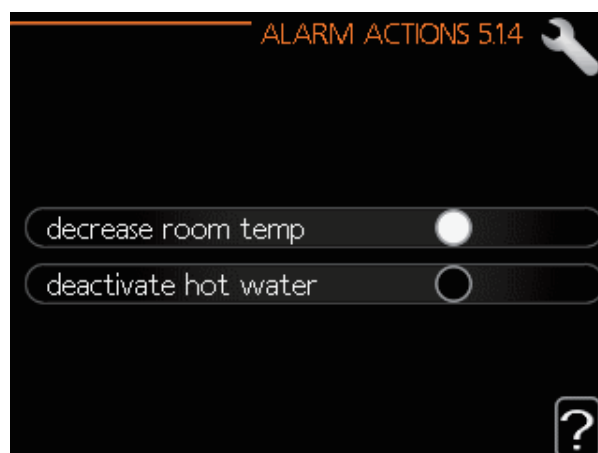 ALARM ACTIONS 5.1.4
decrease room temp
deactivate hot water
?